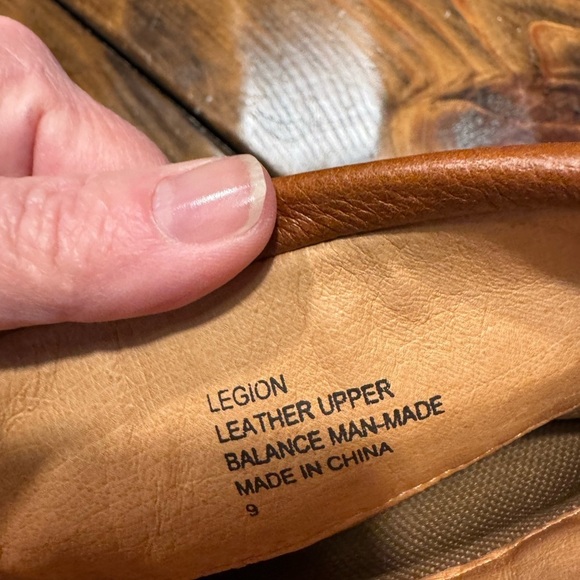 LEGION
LEATHER UPPER
BALANCE MAN-MADE
MADE IN CHINA
9